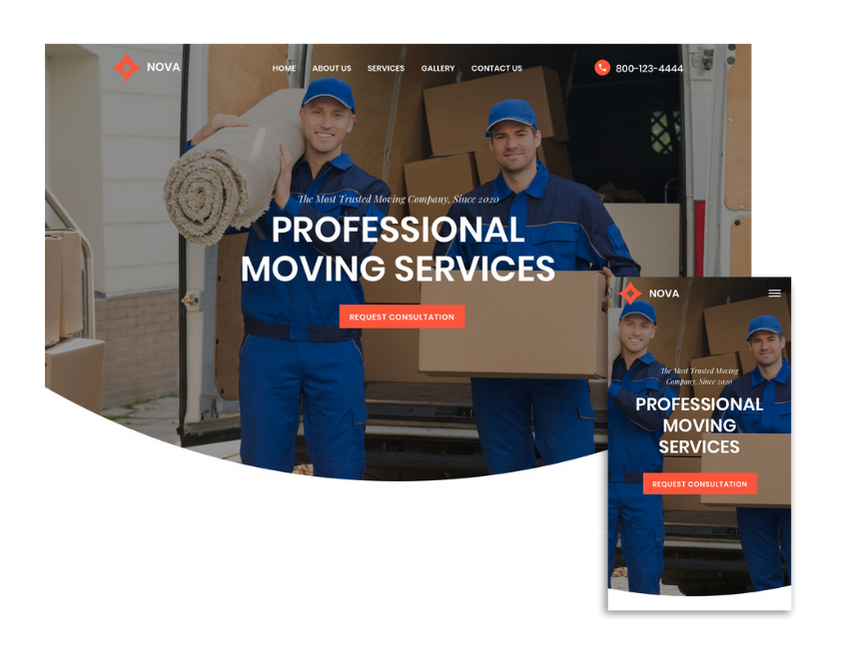 NOVA
HOME ABOUT US SERVICES GALLERY CONTACT US
800-123-4444
The Most Trusted Moving Company, Since 2020
PROFESSIONAL
MOVING SERVICES
REQUEST CONSULTATION
NOVA
The Most Trusted Moving
Company, Since 2020
PROFESSIONAL
MOVING
SERVICES
REQUEST CONSULTATION